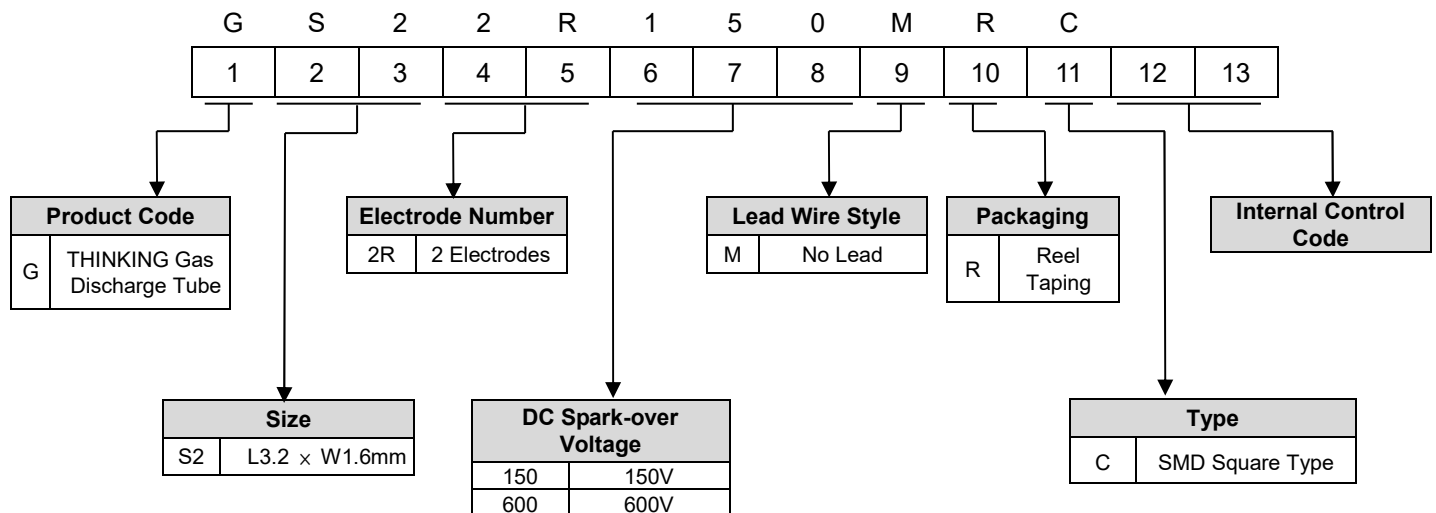 G S 2 2 R 1 5 0 M R C
1 2 3 4 5 6 7 8 9 10 11 12 13
Product Code
G THINKING Gas
Discharge Tube
Electrode Number
2R 2 Electrodes
Lead Wire Style
M No Lead
Packaging
R Reel
Taping
Internal Control
Code
Size
S2 L3.2 × W1.6mm
DC Spark-over
Voltage
150 150V
600 600V
Type
C SMD Square Type